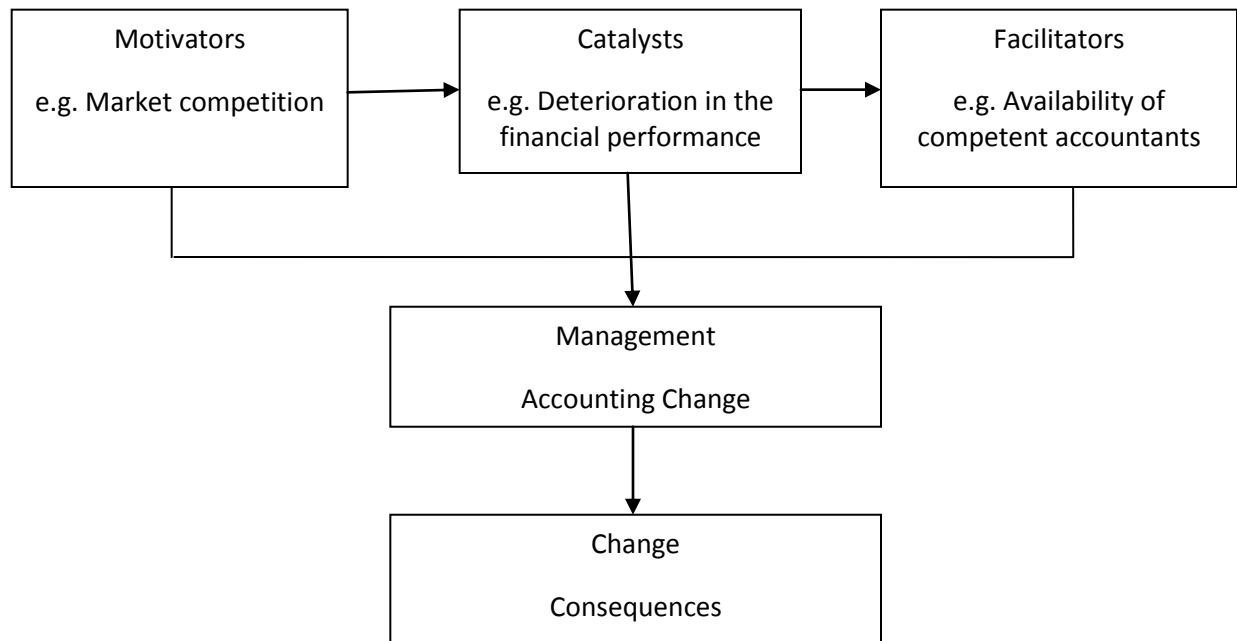 Motivators
e.g. Market competition
Catalysts
e.g. Deterioration in the
financial performance
Facilitators
e.g. Availability of
competent accountants
Management
Accounting Change
Change
Consequences